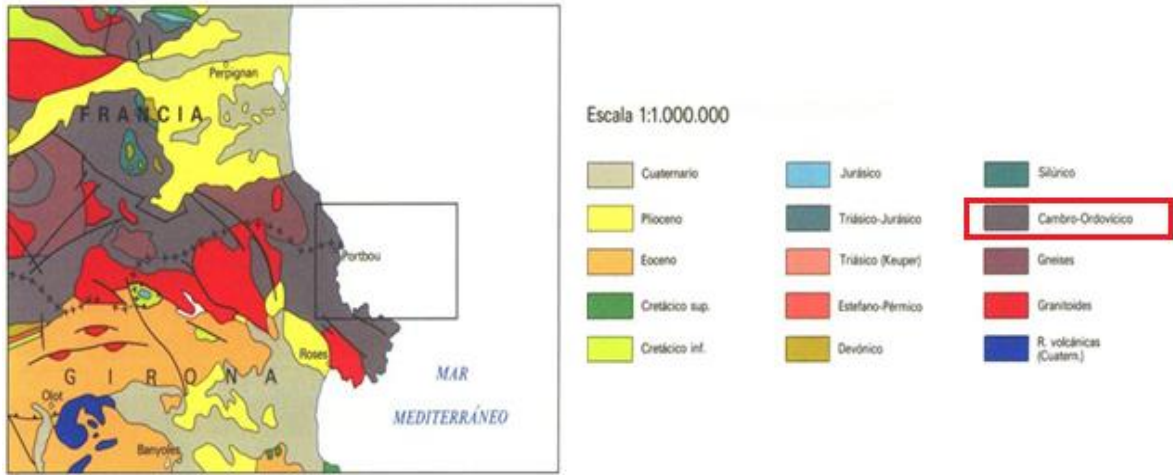 Perpignan
FRANCIA
Portbou
Roses
GIRONA
MAR
MEDITERRÁNEO
Olot
Banyoles
Escala 1:1.000.000
Cuaternario
Plioceno
Eoceno
Cretácico sup.
Cretácico inf.
Jurásico
Triásico-Jurásico
Triásico (Keuper)
Estefano-Pérmico
Devónico
Silúrico
Cambro-Ordovícico
Gneises
Granitoides
R. volcánicas
(Cuatern.)